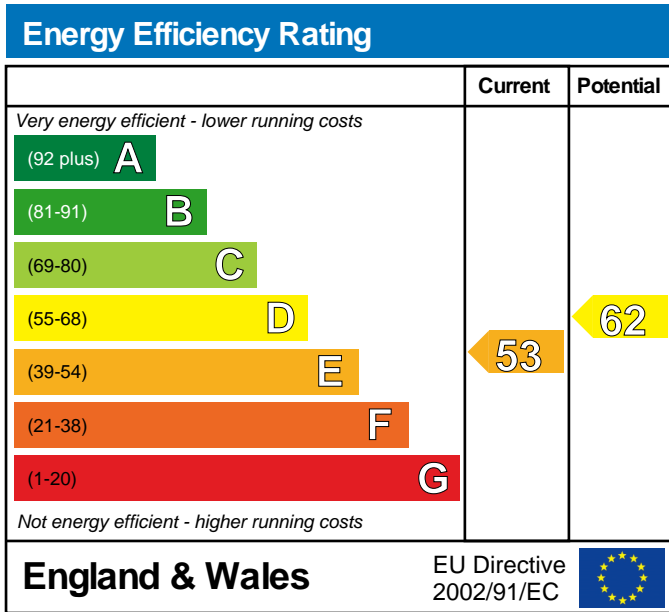 Energy Efficiency Rating
Current Potential
Very energy efficient - lower running costs
(92 plus) A
(81-91) B
(69-80) C
(55-68) D
(39-54) E
(21-38) F
(1-20) G
53
62
Not energy efficient - higher running costs
England & Wales
EU Directive
2002/91/EC